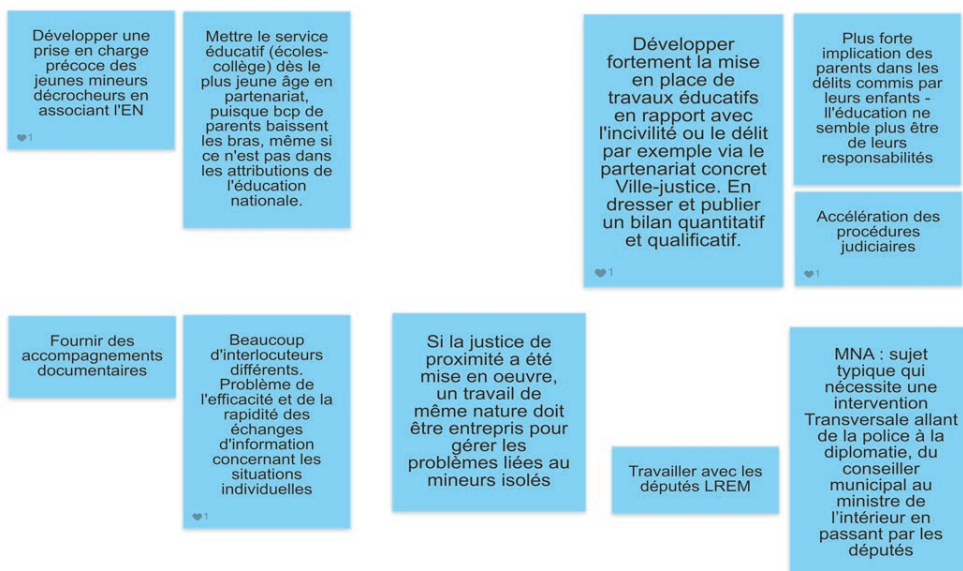 Développer une
prise en charge
précoce des
jeunes mineurs
décrocheurs en
associant l'EN
1
Mettre le service
éducatif (écoles-
collège) dès le
plus jeune âge en
partenariat,
puisque bcp de
parents baissent
les bras, même si
ce n'est pas dans
les attributions de
l'éducation
nationale.
Développer
fortement la mise
en place de
travaux éducatifs
en rapport avec
l'incivilité ou le délit
par exemple via le
partenariat concret
Ville-justice. En
dresser et publier
un bilan quantitatif
et qualificatif.
1
Plus forte
implication des
parents dans les
délits commis par
leurs enfants -
ll'éducation ne
semble plus être
de leurs
responsabilités
Accélération des
procédures
judiciaires
1
Fournir des
accompagnements
documentaires
Beaucoup
d'interlocuteurs
différents.
Problème de
l'efficacité et de la
rapidité des
échanges
d'information
concernant les
situations
individuelles
1
Si la justice de
proximité a été
mise en oeuvre,
un travail de
même nature doit
être entrepris pour
gérer les
problèmes liées au
mineurs isolés
Travailler avec les
députés LREM
MNA : sujet
typique qui
nécessite une
intervention
Transversale allant
de la police à la
diplomatie, du
conseiller
municipal au
ministre de
l'intérieur en
passant par les
députés